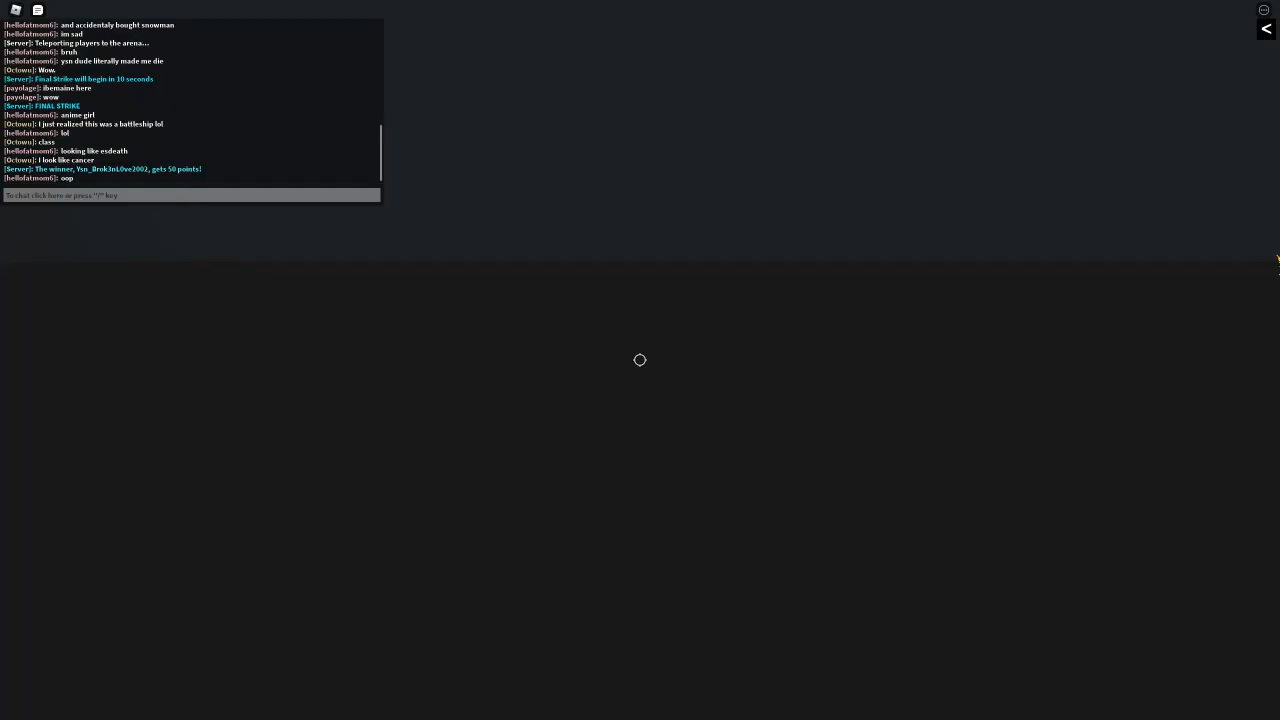 [hellofatmom6]: and accidentaly bought snowman
[hellofatmom6]: im sad
[Server]: Teleporting players to the arena...
[hellofatmom6]: bruh
[hellofatmom6]: ysn dude literally made me die
[Octowu]: Wow.
[Server]: Final Strike will begin in 10 seconds
[payolage]: ibemaine here
[payolage]: wow
[Server]: FINAL STRIKE
[hellofatmom6]: anime girl
[Octowu]: I just realized this was a battleship lol
[hellofatmom6]: lol
[Octowu]: class
[hellofatmom6]: looking like esdeath
[Octowu]: I look like cancer
[Server]: The winner, Ysn_Brok3nL0ve2002, gets 50 points!
[hellofatmom6]: oop
To chat click here or press "/" key